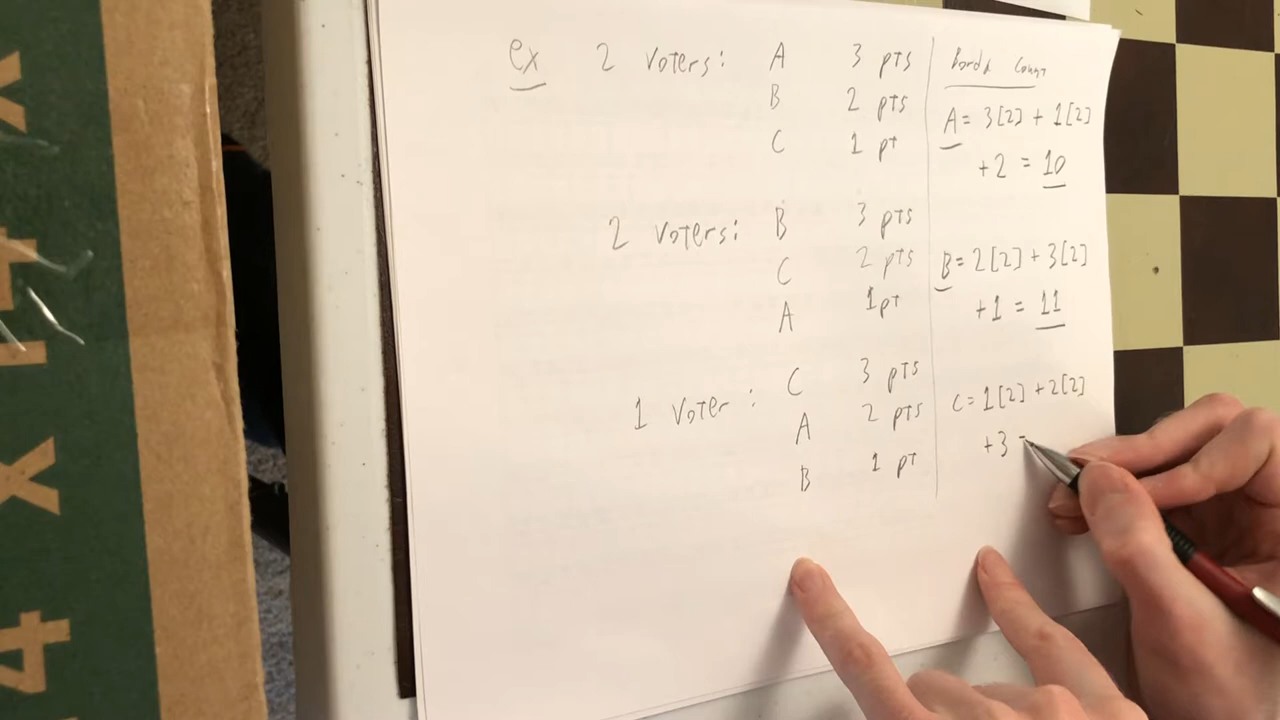 ex 2 voters: A 3 pts
B 2 pts
C 1 pt
2 voters: B 3 pts
C 2 pts
A 1 pt
1 voter: C 3 pts
A 2 pts
B 1 pt
Borda Count
A = 3[2] + 1[2]
+2 = 10
B = 2[2] + 3[2]
+1 = 11
C = 1[2] + 2[2]
+3 =
4 X 14 X